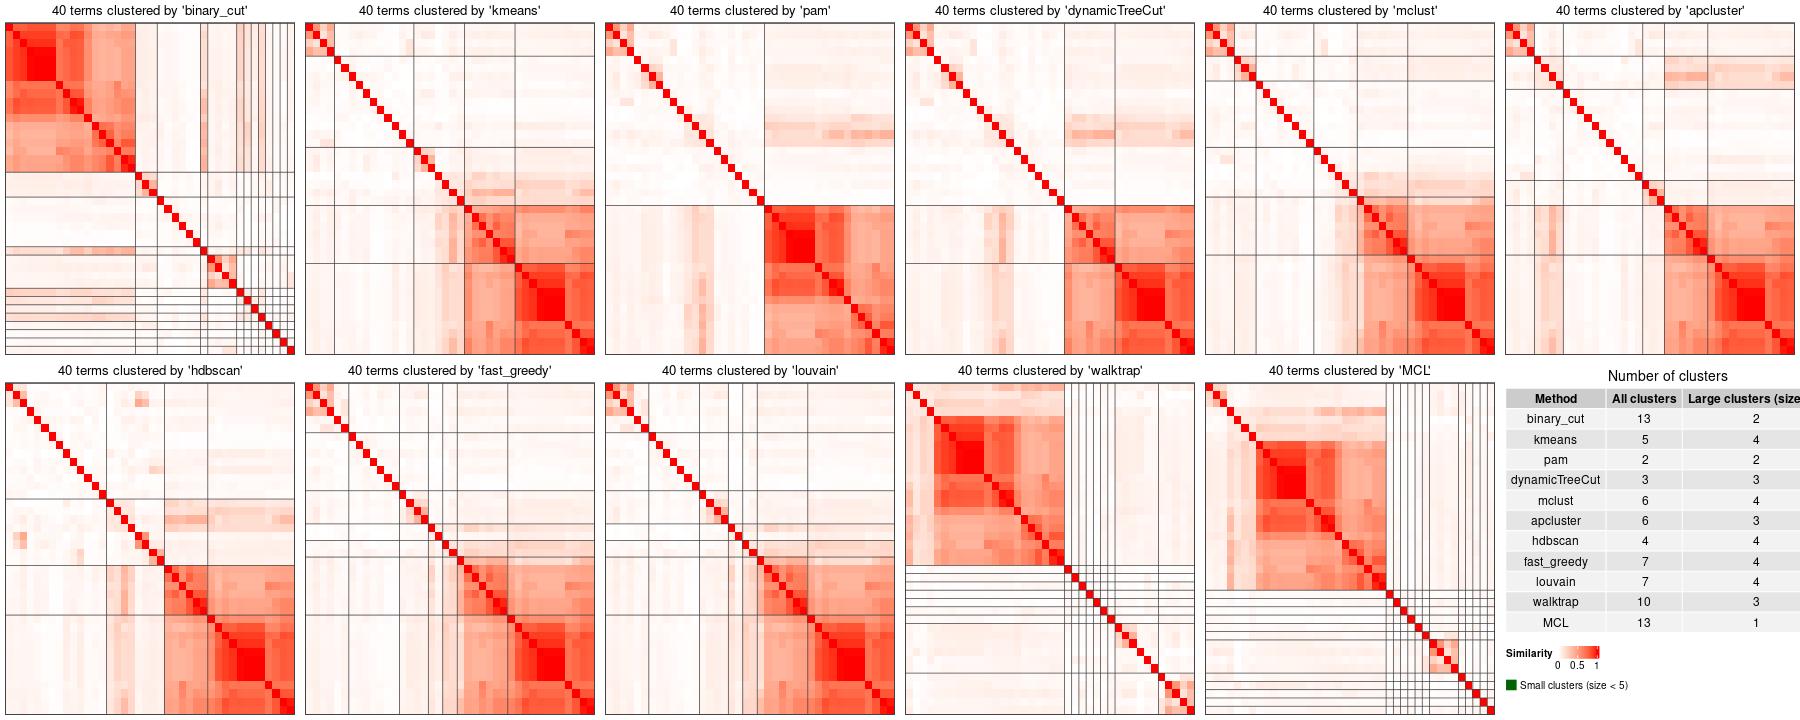 40 terms clustered by 'binary_cut'
40 terms clustered by 'kmeans'
40 terms clustered by 'pam'
40 terms clustered by 'dynamicTreeCut'
40 terms clustered by 'mclust'
40 terms clustered by 'apcluster'
40 terms clustered by 'hdbscan'
40 terms clustered by 'fast_greedy'
40 terms clustered by 'louvain'
40 terms clustered by 'walktrap'
40 terms clustered by 'MCL'
Number of clusters
Method All clusters Large clusters (size
binary_cut 13 2
kmeans 5 4
pam 2 2
dynamicTreeCut 3 3
mclust 6 4
apcluster 6 3
hdbscan 4 4
fast_greedy 7 4
louvain 7 4
walktrap 10 3
MCL 13 1
Similarity
0 0.5 1
Small clusters (size < 5)